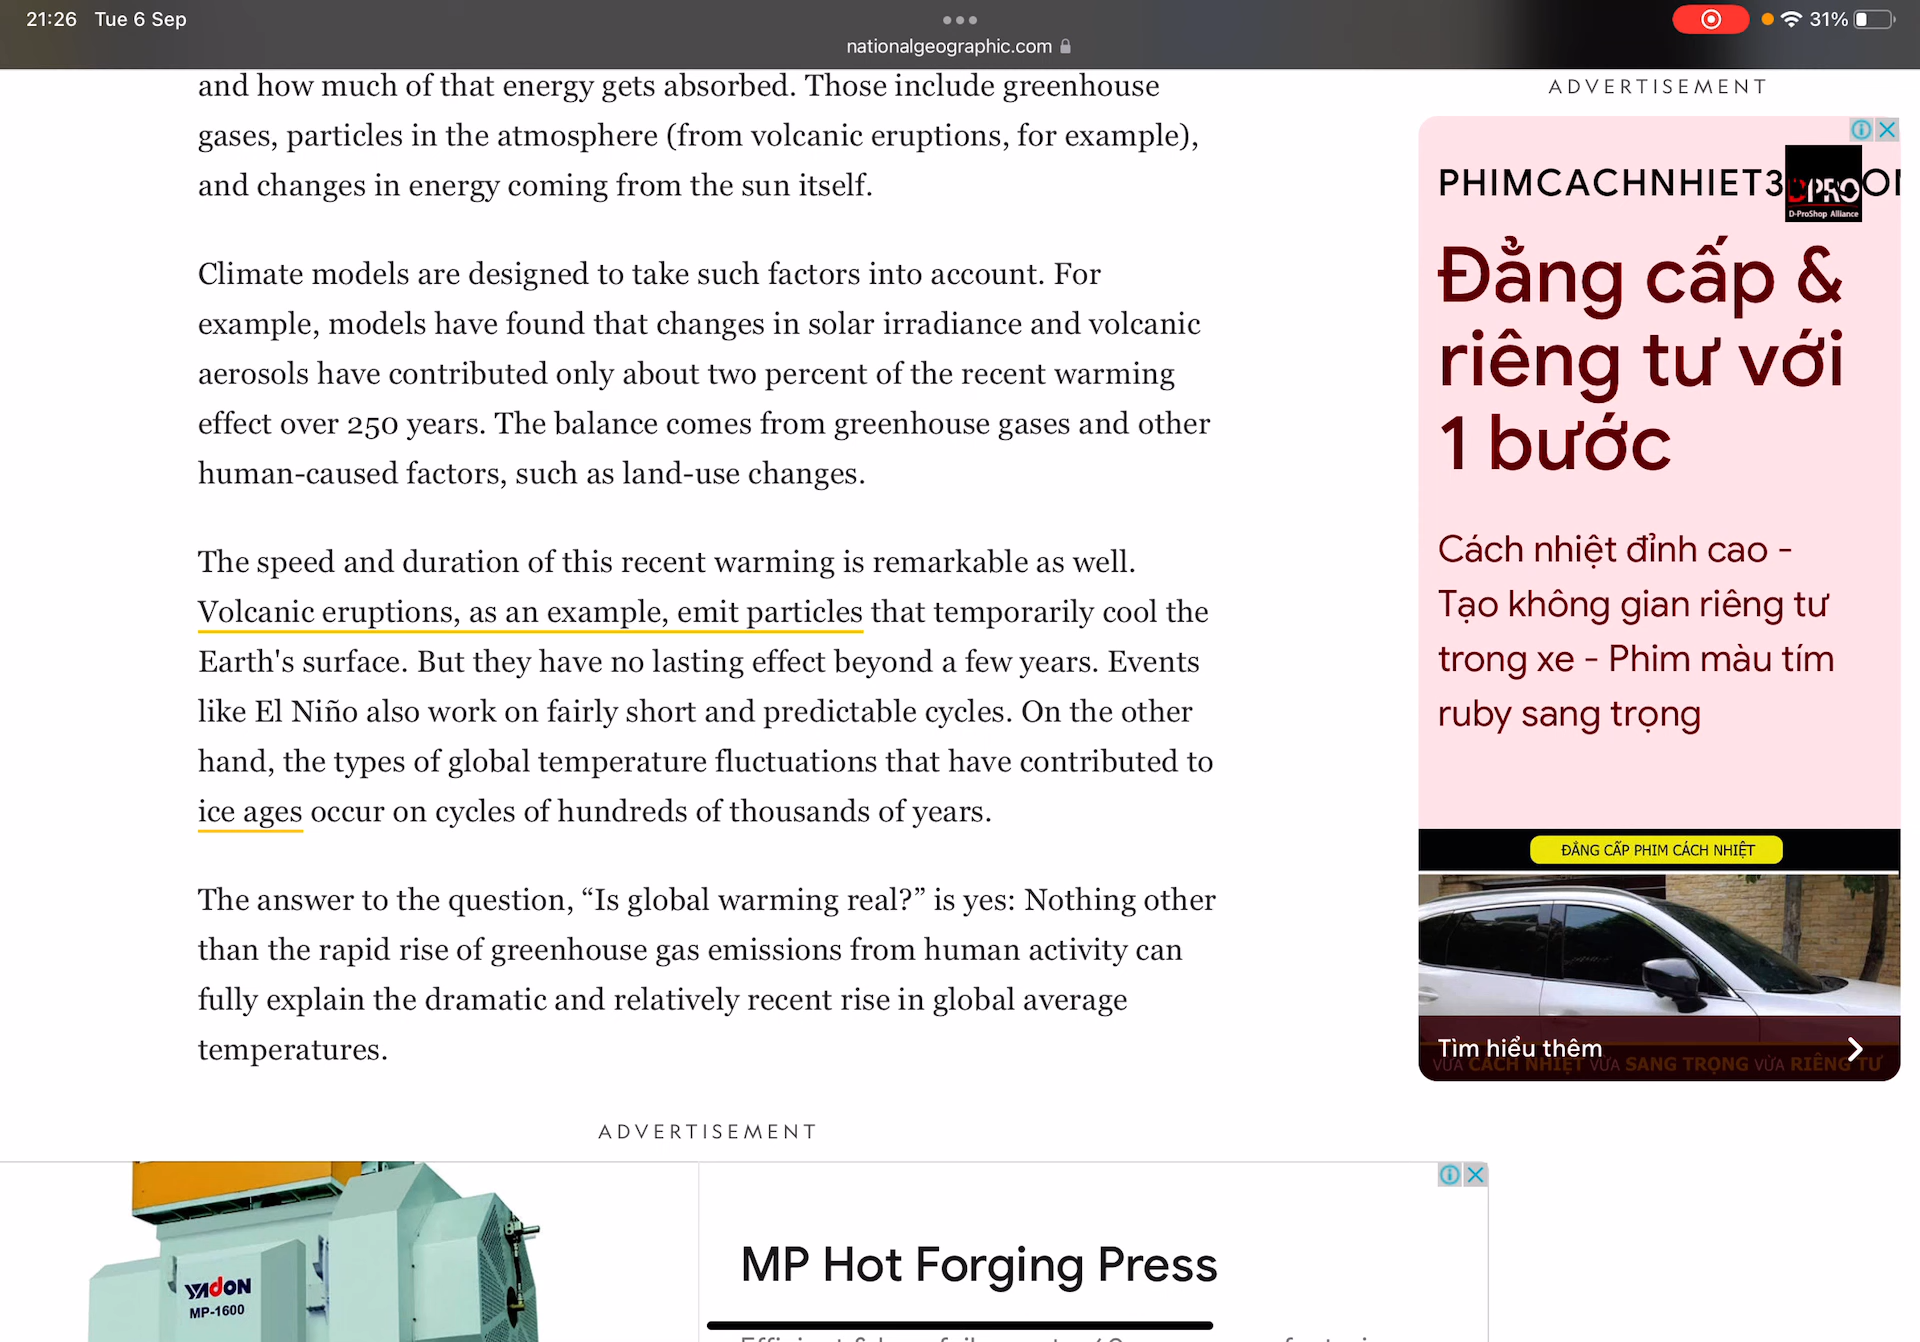 21:26 Tue 6 Sep
nationalgeographic.com
31%
and how much of that energy gets absorbed. Those include greenhouse
gases, particles in the atmosphere (from volcanic eruptions, for example),
and changes in energy coming from the sun itself.
Climate models are designed to take such factors into account. For
example, models have found that changes in solar irradiance and volcanic
aerosols have contributed only about two percent of the recent warming
effect over 250 years. The balance comes from greenhouse gases and other
human-caused factors, such as land-use changes.
The speed and duration of this recent warming is remarkable as well.
Volcanic eruptions, as an example, emit particles that temporarily cool the
Earth's surface. But they have no lasting effect beyond a few years. Events
like El Niño also work on fairly short and predictable cycles. On the other
hand, the types of global temperature fluctuations that have contributed to
ice ages occur on cycles of hundreds of thousands of years.
The answer to the question, “Is global warming real?” is yes: Nothing other
than the rapid rise of greenhouse gas emissions from human activity can
fully explain the dramatic and relatively recent rise in global average
temperatures.
ADVERTISEMENT
PHIMCACHNHIET3
DPRO
D-ProShop Alliance
Đẳng cấp &
riêng tư với
1 bước
Cách nhiệt đỉnh cao -
Tạo không gian riêng tư
trong xe - Phim màu tím
ruby sang trọng
ĐẲNG CẤP PHIM CÁCH NHIỆT
Tìm hiểu thêm
VỪA CÁCH NHIỆT VỪA SANG TRỌNG VỪA RIÊNG TƯ
ADVERTISEMENT
YADON
MP-1600
MP Hot Forging Press